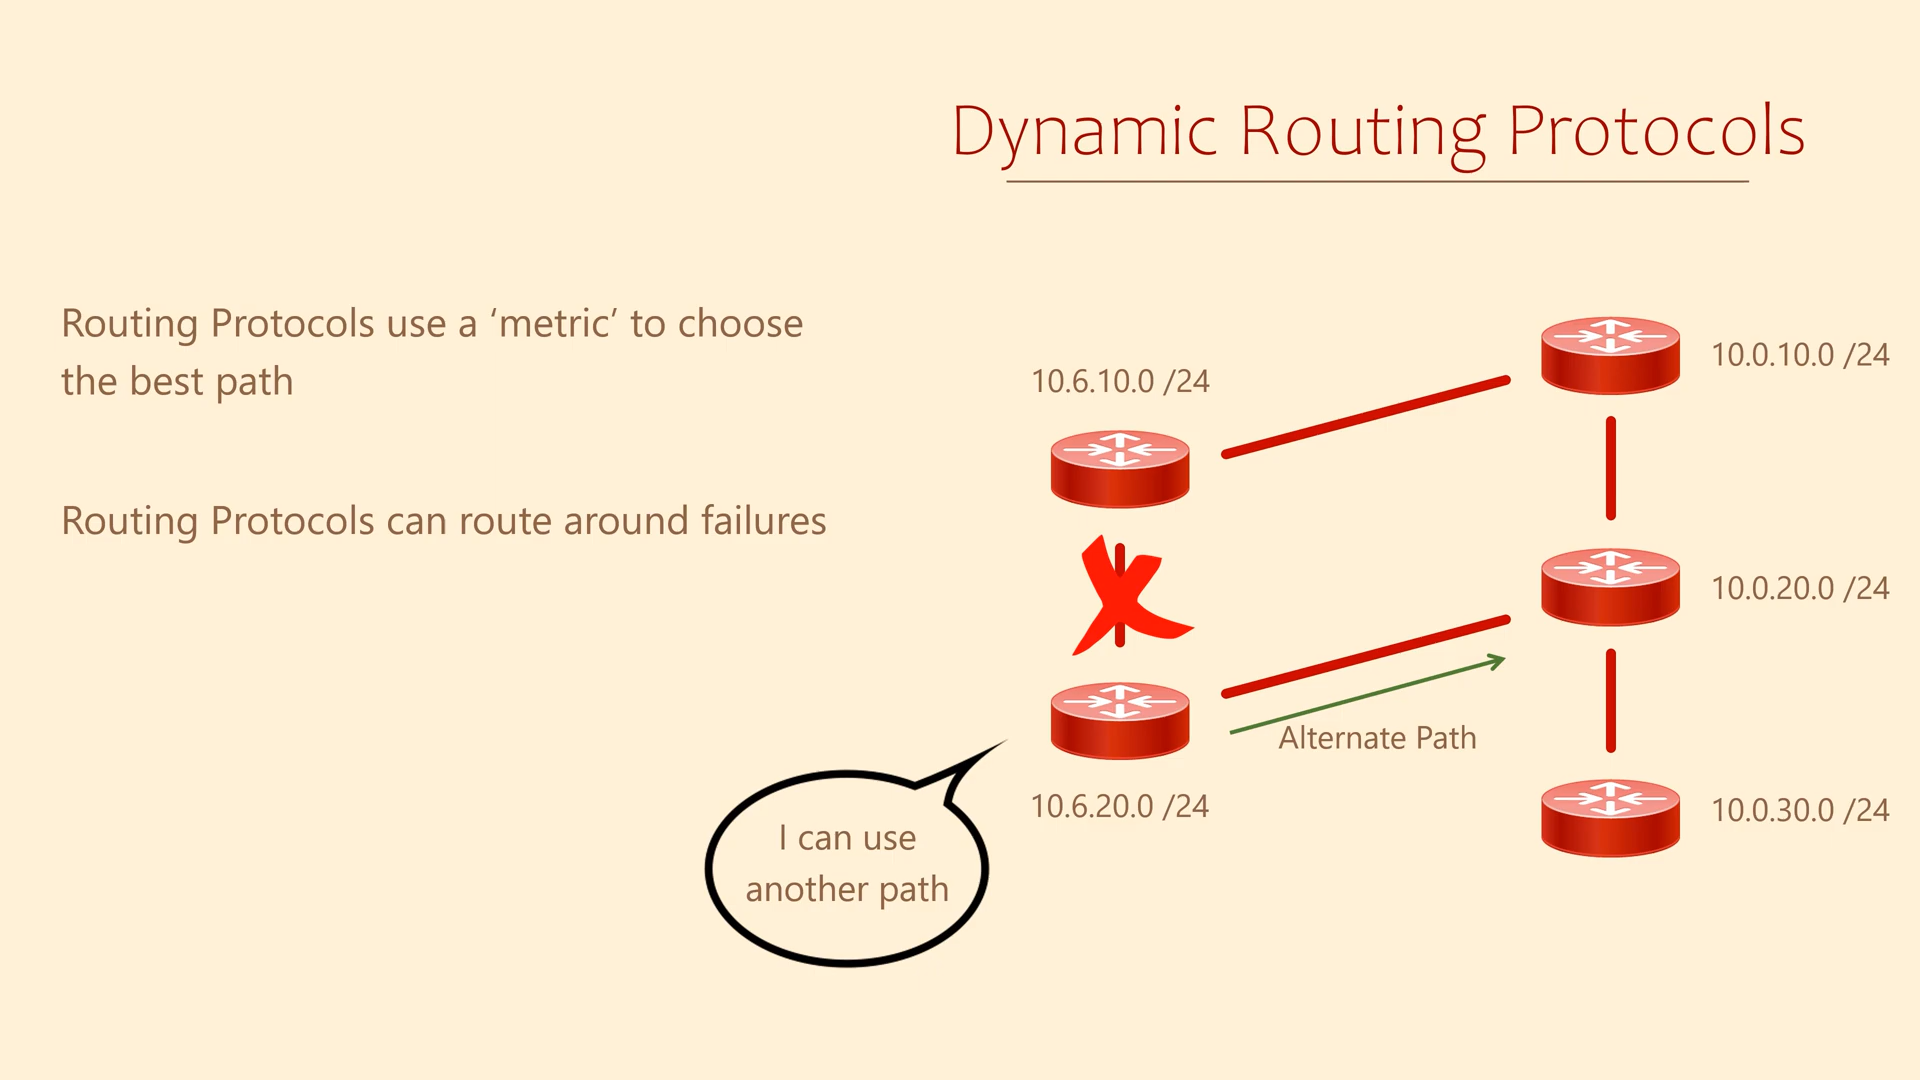 Dynamic Routing Protocols
Routing Protocols use a ‘metric’ to choose
the best path
Routing Protocols can route around failures
10.6.10.0 /24
10.0.10.0 /24
10.0.20.0 /24
Alternate Path
10.6.20.0 /24
10.0.30.0 /24
I can use
another path